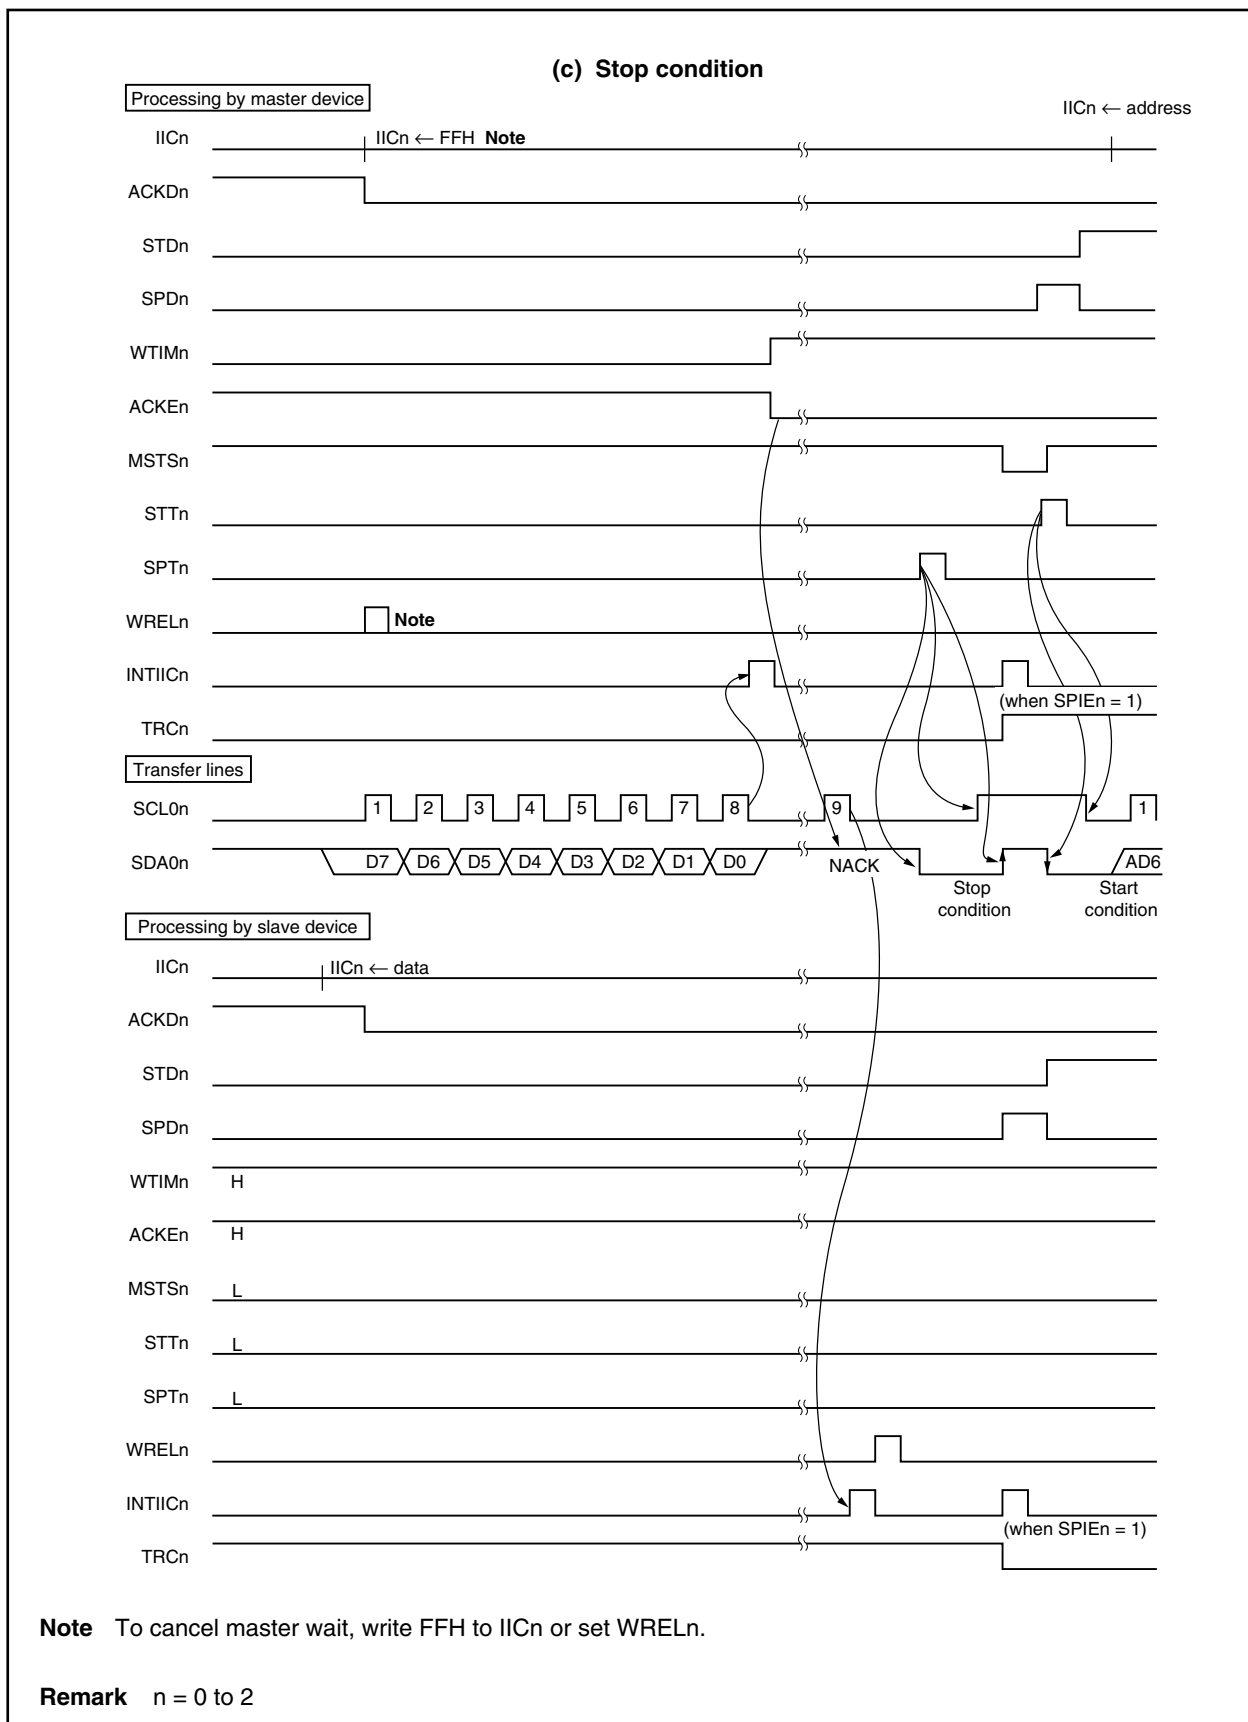 (c) Stop condition
Processing by master device
IICn ← address
IICn
IICn ← FFH Note
ACKDn
STDn
SPDn
WTIMn
ACKEn
MSTSn
STTn
SPTn
WRELn
Note
INTIICn
(when SPIEn = 1)
TRCn
Transfer lines
SCL0n
1 2 3 4 5 6 7 8 9 1
SDA0n
D7 D6 D5 D4 D3 D2 D1 D0 NACK AD6
Stop condition
Start condition
Processing by slave device
IICn
IICn ← data
ACKDn
STDn
SPDn
WTIMn H
ACKEn H
MSTSn L
STTn L
SPTn L
WRELn
INTIICn
(when SPIEn = 1)
TRCn
Note To cancel master wait, write FFH to IICn or set WRELn.
Remark n = 0 to 2